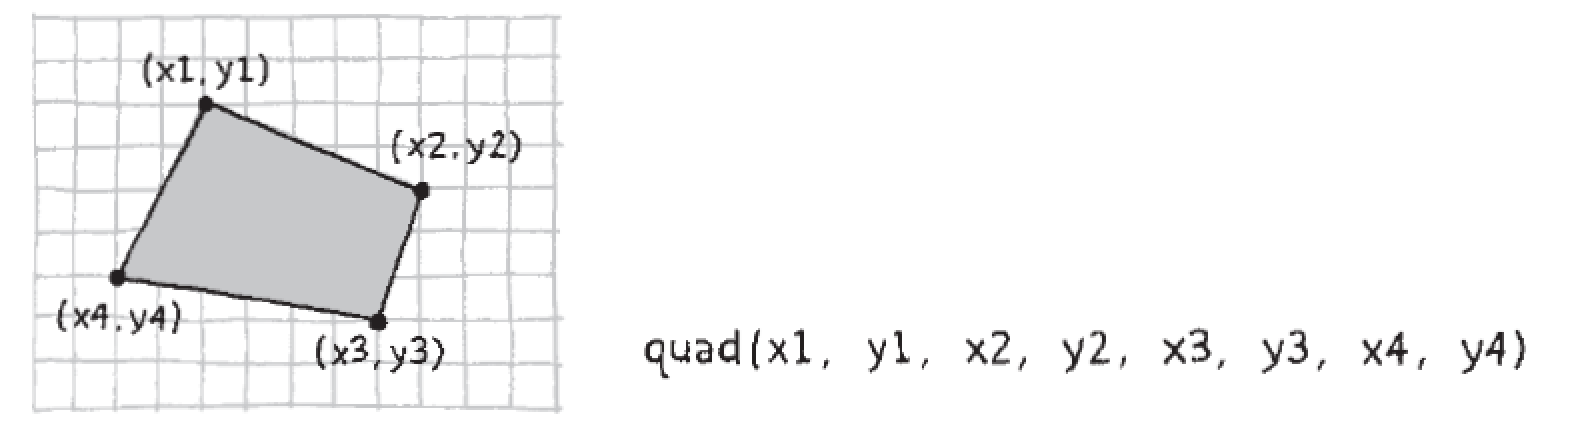 (x1,y1)
(x2,y2)
(x4,y4)
(x3,y3)
quad(x1, y1, x2, y2, x3, y3, x4, y4)